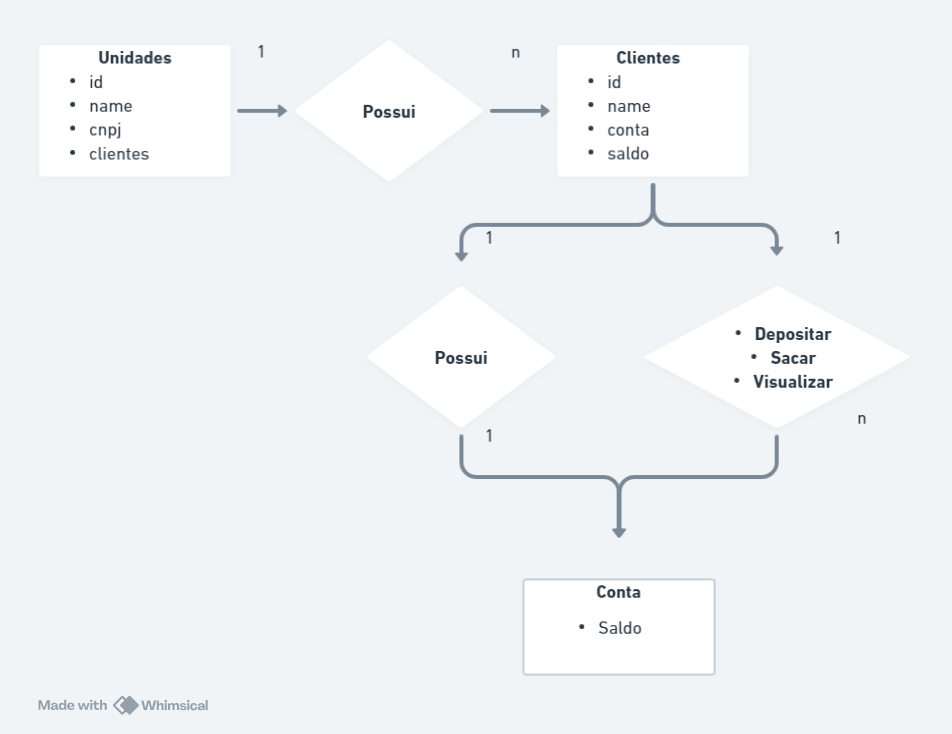 1
n
Unidades
• id
• name
• cnpj
• clientes
Possui
Clientes
• id
• name
• conta
• saldo
1
1
Possui
• Depositar
• Sacar
• Visualizar
1
n
Conta
• Saldo
Made with Whimsical